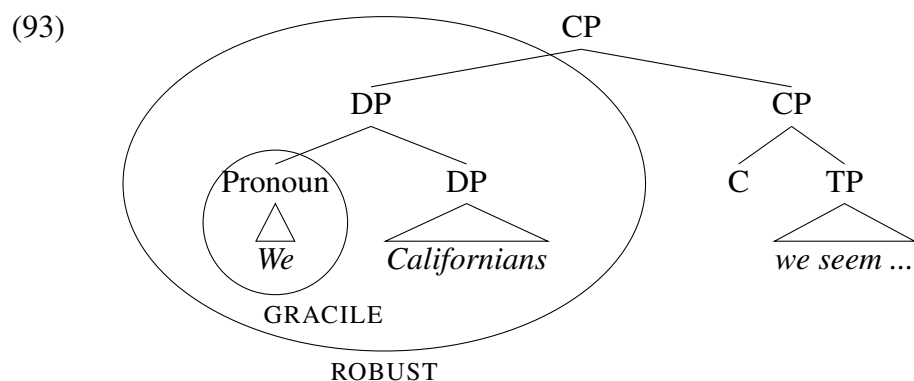 (93) CP
DP CP
Pronoun DP C TP
We Californians we seem ...
GRACILE
ROBUST